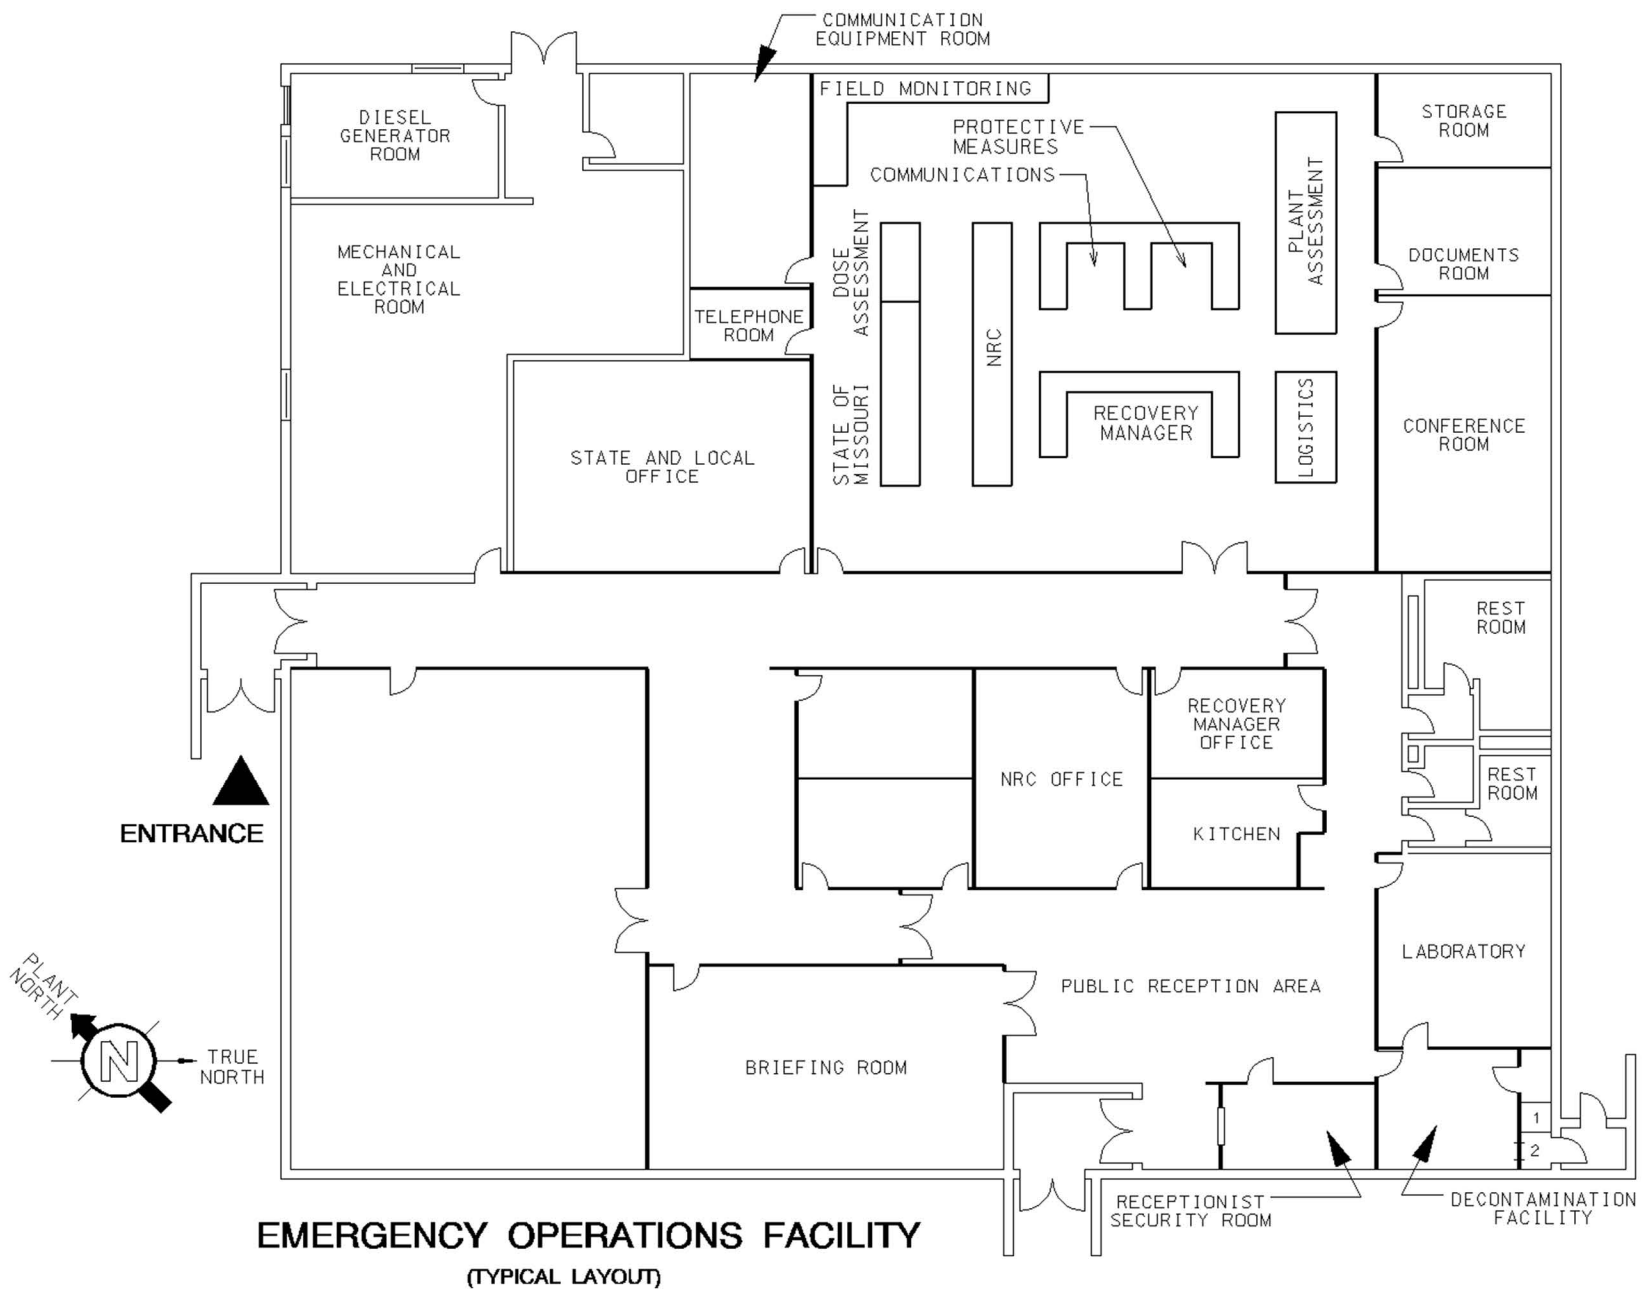 COMMUNICATION
EQUIPMENT ROOM
FIELD MONITORING
DIESEL
GENERATOR
ROOM
PROTECTIVE
MEASURES
COMMUNICATIONS
STORAGE
ROOM
PLANT
ASSESSMENT
MECHANICAL
AND
ELECTRICAL
ROOM
DOSE
ASSESSMENT
DOCUMENTS
ROOM
TELEPHONE
ROOM
NRC
STATE OF
MISSOURI
RECOVERY
MANAGER
LOGISTICS
CONFERENCE
ROOM
STATE AND LOCAL
OFFICE
REST
ROOM
RECOVERY
MANAGER
OFFICE
NRC OFFICE
REST
ROOM
KITCHEN
ENTRANCE
LABORATORY
PUBLIC RECEPTION AREA
PLANT
NORTH
N
TRUE
NORTH
BRIEFING ROOM
1
2
RECEPTIONIST
SECURITY ROOM
DECONTAMINATION
FACILITY
EMERGENCY OPERATIONS FACILITY
(TYPICAL LAYOUT)